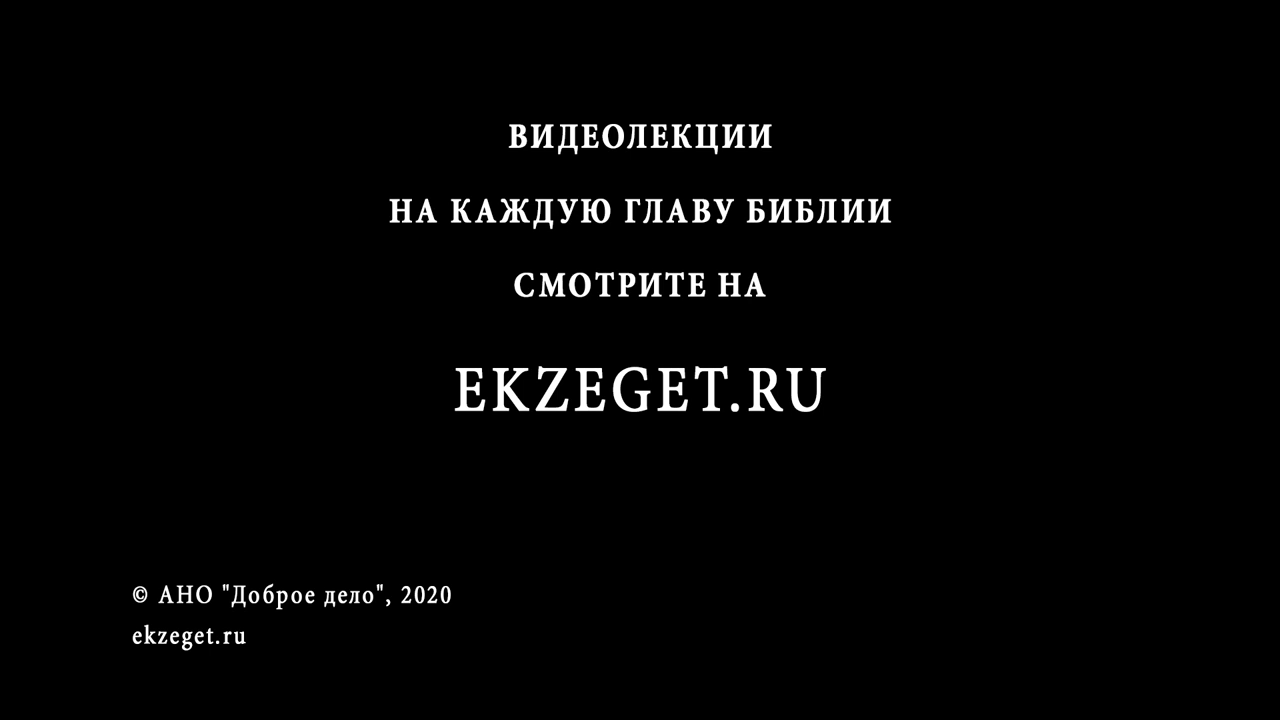 ВИДЕОЛЕКЦИИ
НА КАЖДУЮ ГЛАВУ БИБЛИИ
СМОТРИТЕ НА
EKZEGET.RU
© АНО "Доброе дело", 2020
ekzeget.ru